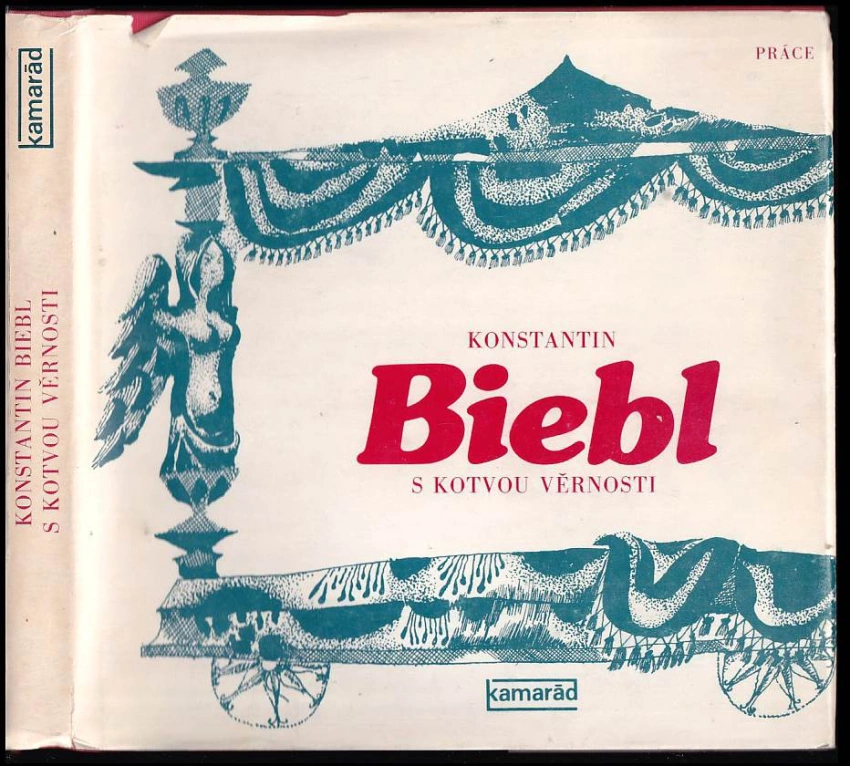 kamarád
KONSTANTIN BIEBL
S KOTVOU VĚRNOSTI
PRÁCE
KONSTANTIN
Biebl
S KOTVOU VĚRNOSTI
kamarád